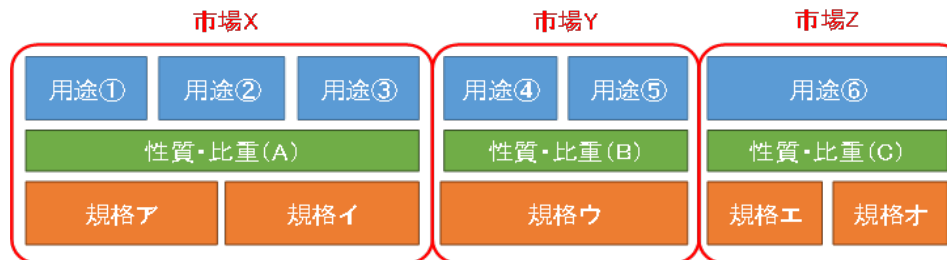 市場X
市場Y
市場Z
用途①
用途②
用途③
用途④
用途⑤
用途⑥
性質・比重(A)
性質・比重(B)
性質・比重(C)
規格ア
規格イ
規格ウ
規格エ
規格オ